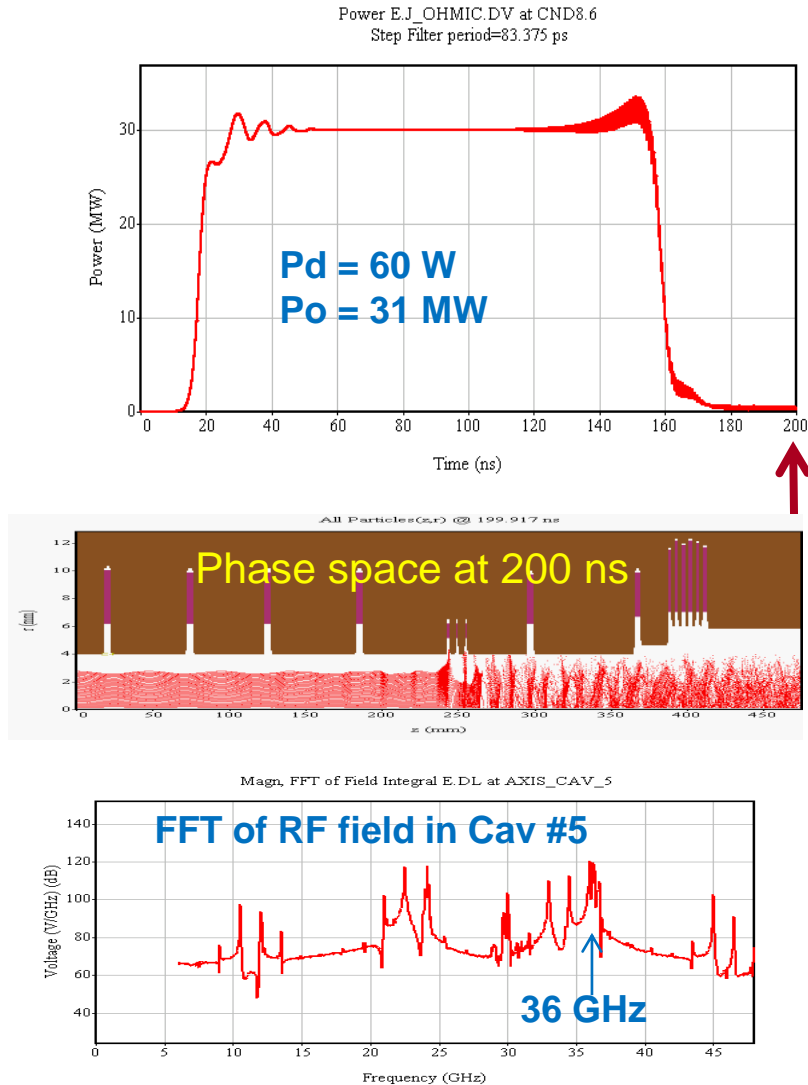 Power E.J_OHMIC.DV at CND8.6
Step Filter period=83.375 ps
Power (MW)
30
20
10
0
Pd = 60 W
Po = 31 MW
0 20 40 60 80 100 120 140 160 180 200
Time (ns)
All Particles(z,r) @ 199.917 ns
Phase space at 200 ns
r (mm)
12
10
8
6
4
2
0
0 50 100 150 200 250 300 350 400 450
z (mm)
Magn, FFT of Field Integral E.DL at AXIS_CAV_5
FFT of RF field in Cav #5
Voltage (V/GHz) (dB)
140
120
100
80
60
40
36 GHz
0 5 10 15 20 25 30 35 40 45
Frequency (GHz)